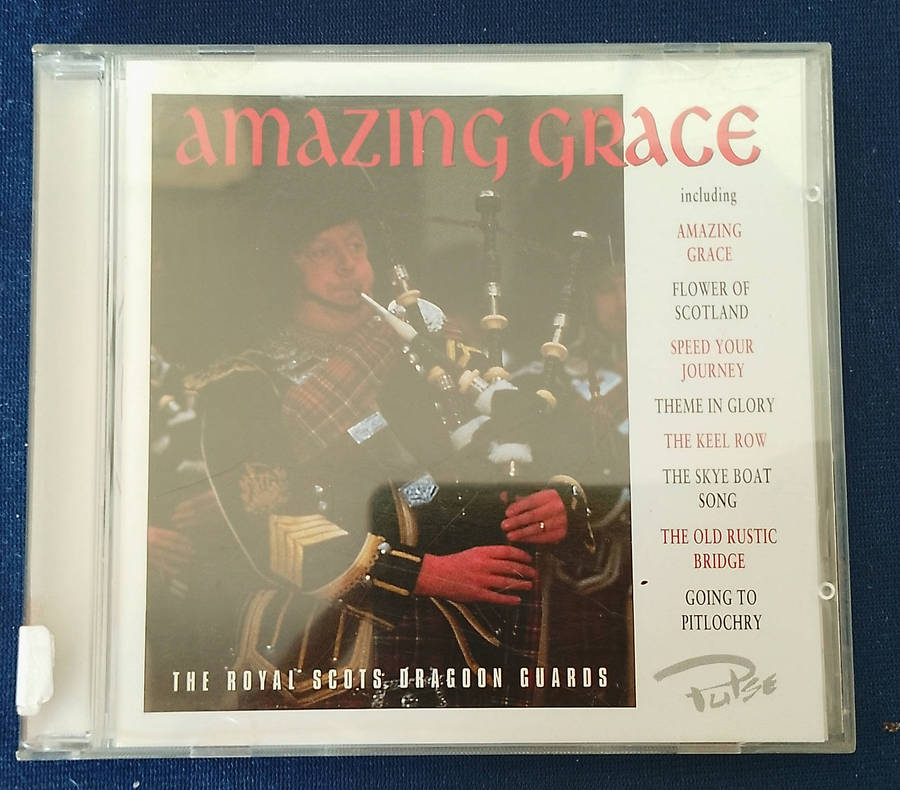 AMAZING GRACE
including
AMAZING
GRACE
FLOWER OF
SCOTLAND
SPEED YOUR
JOURNEY
THEME IN GLORY
THE KEEL ROW
THE SKYE BOAT
SONG
THE OLD RUSTIC
BRIDGE
GOING TO
PITLOCHRY
THE ROYAL SCOTS DRAGOON GUARDS
Pulse